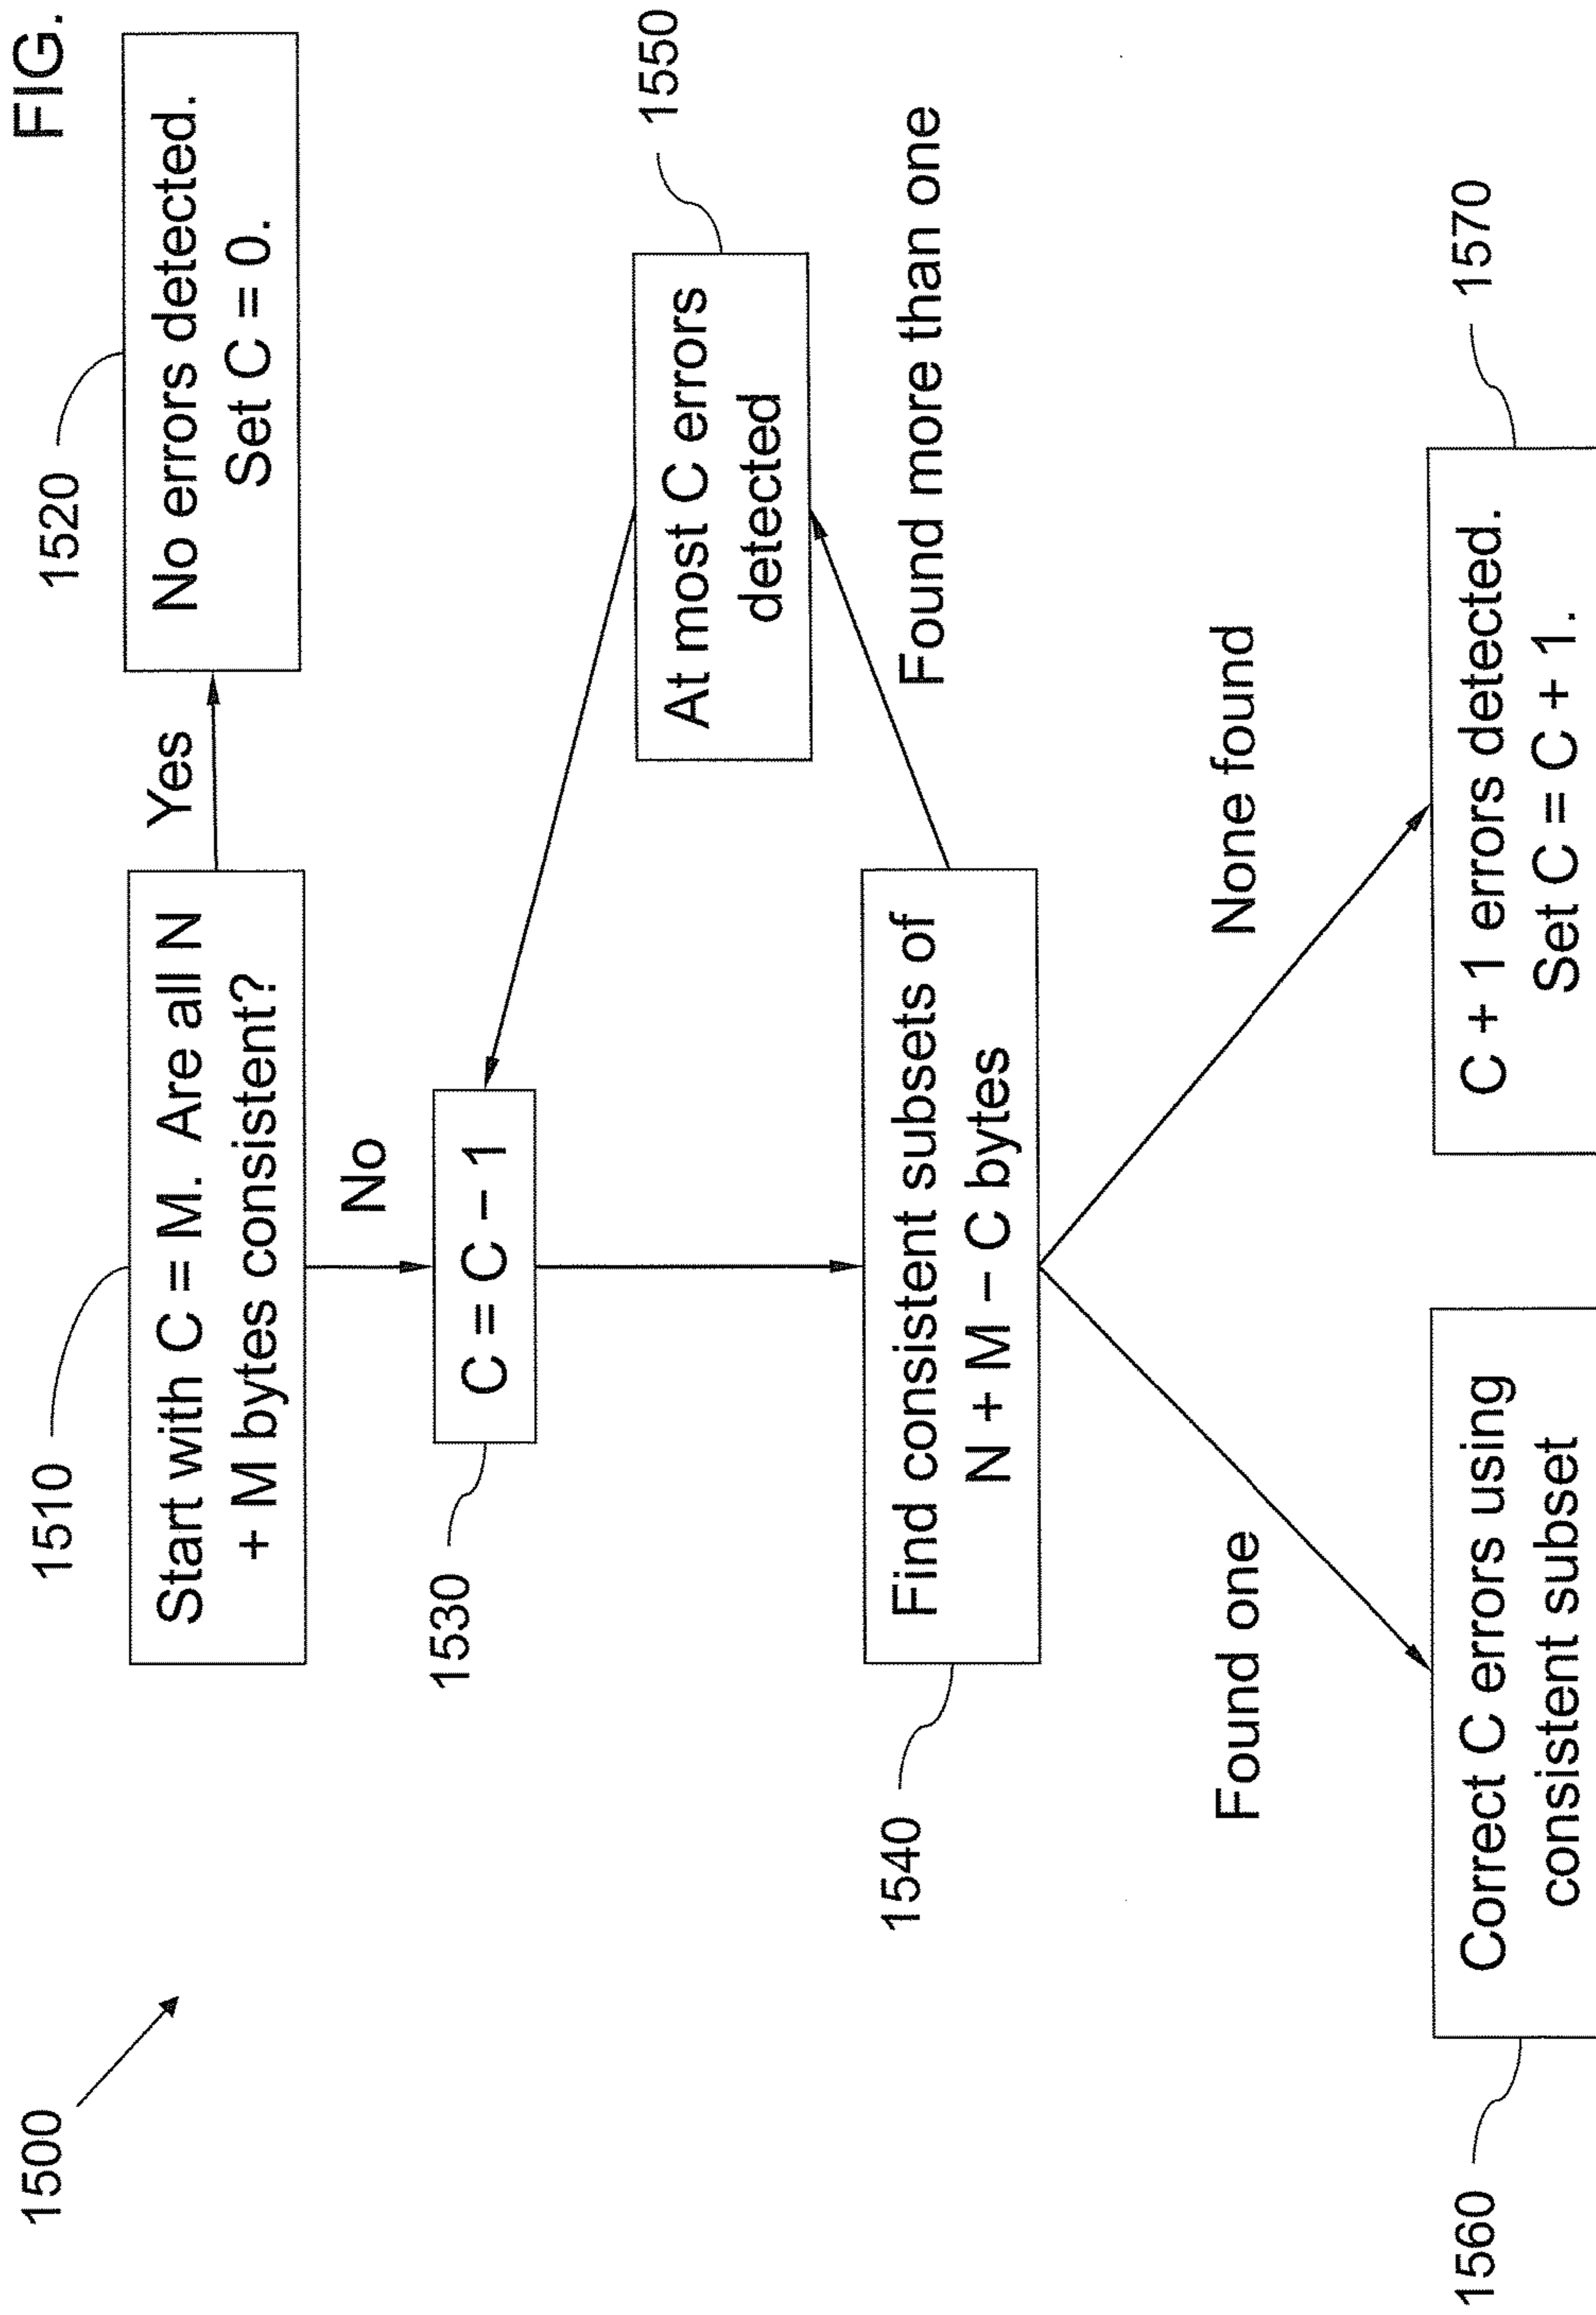 FIG.
1500
1510
Start with C = M. Are all N
+ M bytes consistent?
Yes
1520
No errors detected.
Set C = 0.
No
1530
C = C – 1
1550
At most C errors
detected
1540
Find consistent subsets of
N + M – C bytes
Found more than one
Found one
None found
1560
Correct C errors using
consistent subset
1570
C + 1 errors detected.
Set C = C + 1.